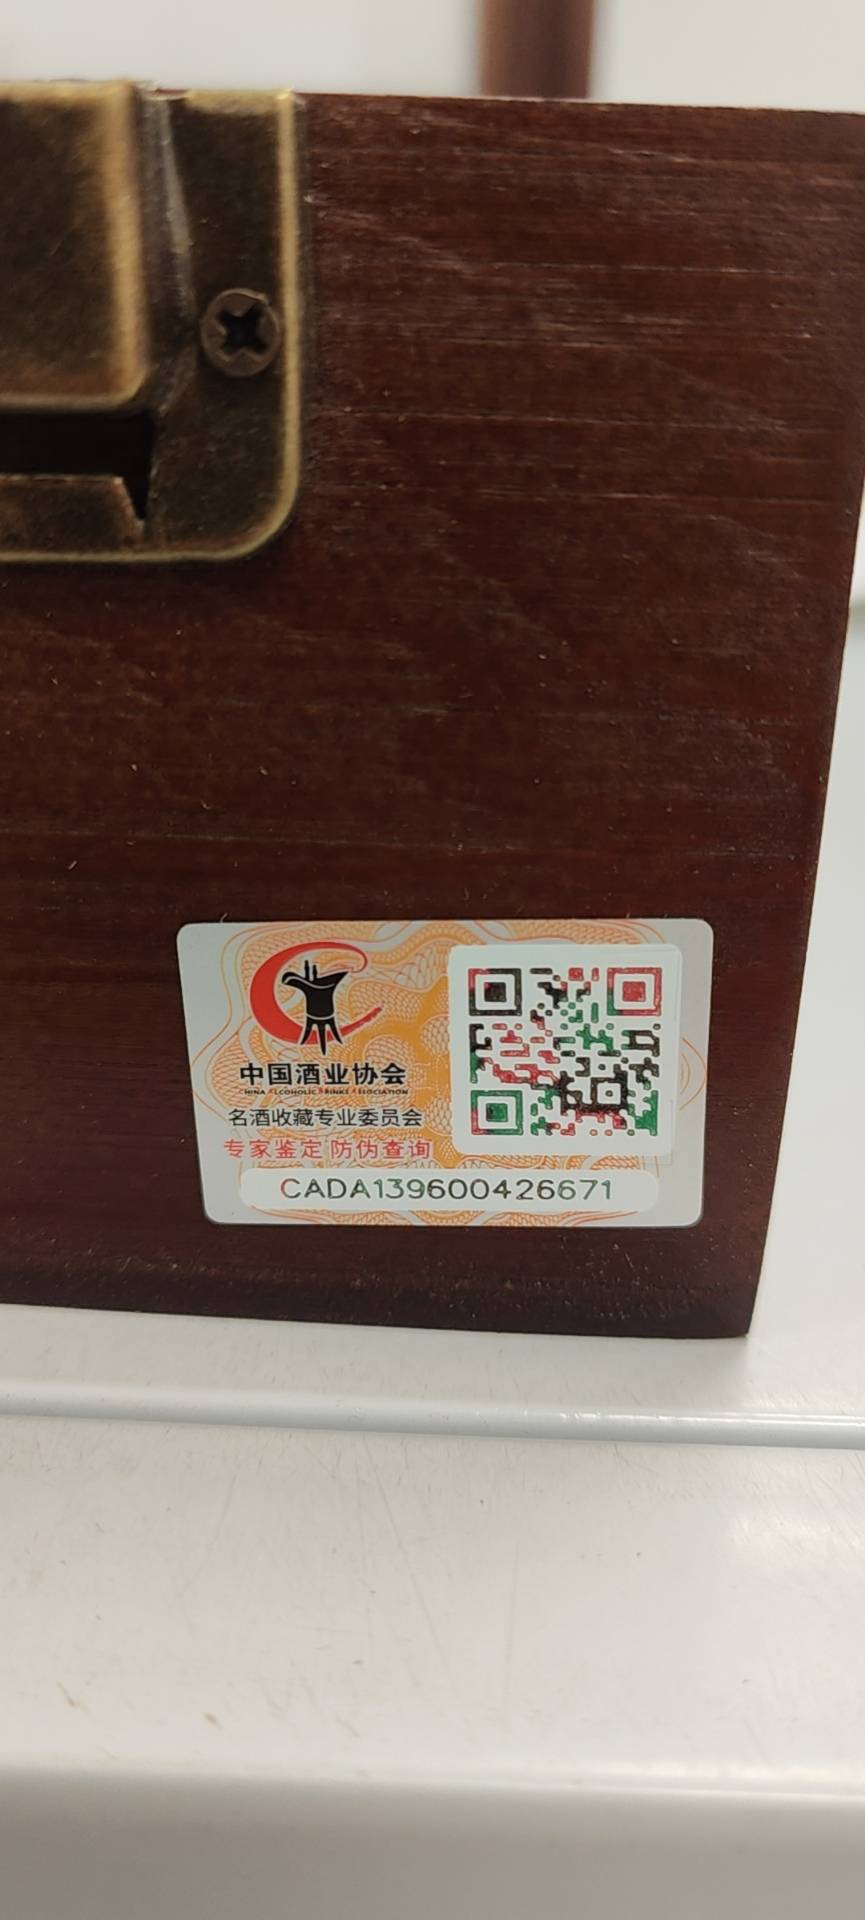 中国酒业协会
CHINA ALCOHOLIC DRINKS ASSOCIATION
名酒收藏专业委员会
专家鉴定 防伪查询
CADA139600426671